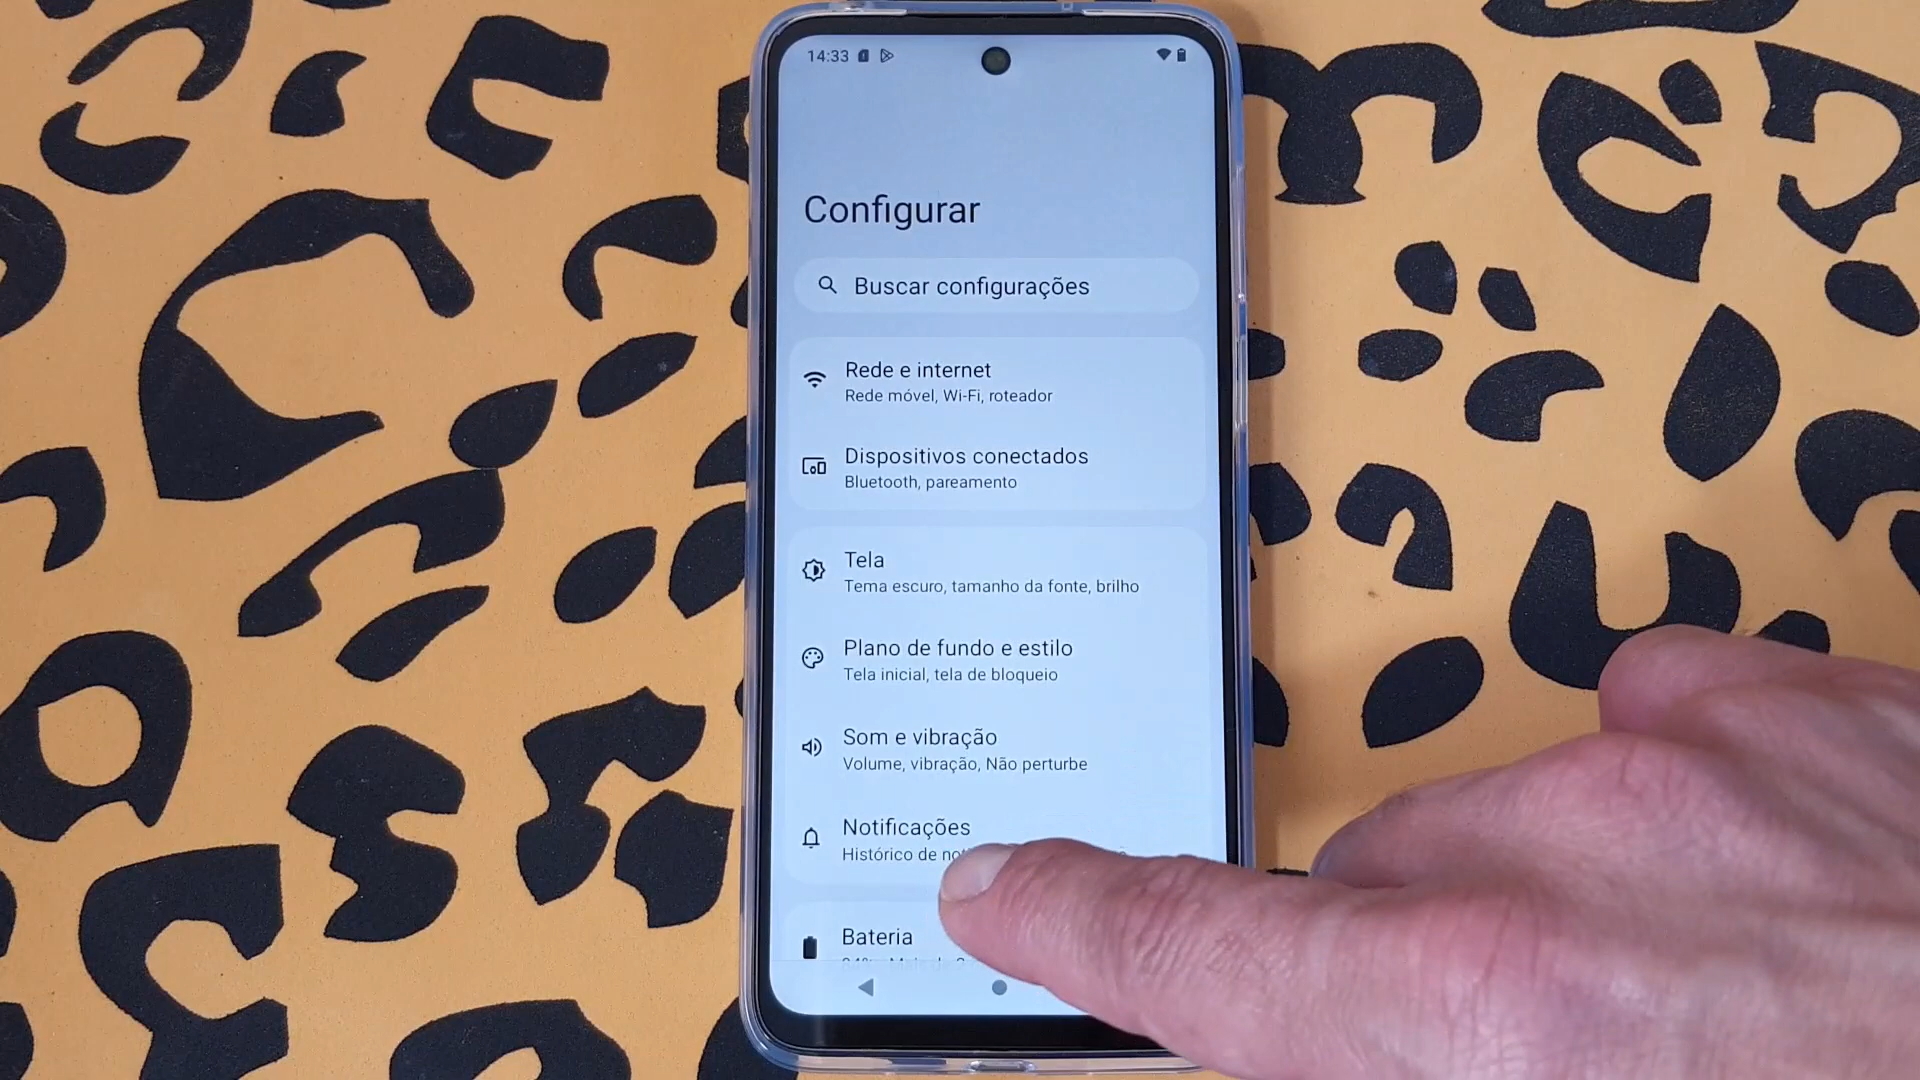 14:33
Configurar
Buscar configurações
Rede e internet
Rede móvel, Wi-Fi, roteador
Dispositivos conectados
Bluetooth, pareamento
Tela
Tema escuro, tamanho da fonte, brilho
Plano de fundo e estilo
Tela inicial, tela de bloqueio
Som e vibração
Volume, vibração, Não perturbe
Notificações
Histórico de
Bateria